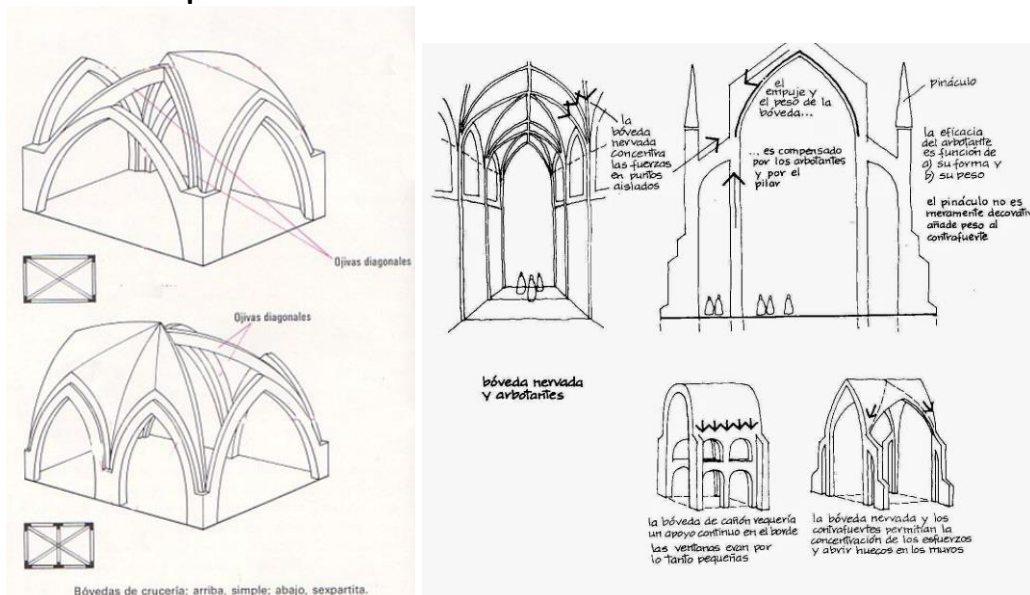 Ojivas diagonales
Ojivas diagonales
Bóvedas de crucería: arriba, simple; abajo, sexpartita.
la
bóveda
nervada
concentra
las fuerzas
en puntos
aislados
el
empuje y
el peso de la
bóveda...
... es compensado
por los arbotantes
y por el
pilar
pináculo
la eficacia
del arbotante
es función de
a) su forma y
b) su peso
el pináculo no es
meramente decorativ
añade peso al
contrafuerte
bóveda nervada
y arbotantes
la bóveda de cañón requería
un apoyo continuo en el borde
las ventanas eran por
lo tanto pequeñas
la bóveda nervada y los
contrafuertes permitían la
concentración de los esfuerzos
y abrir huecos en los muros